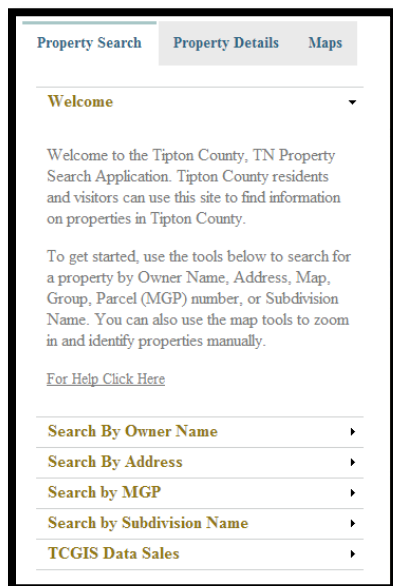 Property Search Property Details Maps
Welcome
Welcome to the Tipton County, TN Property
Search Application. Tipton County residents
and visitors can use this site to find information
on properties in Tipton County.
To get started, use the tools below to search for
a property by Owner Name, Address, Map,
Group, Parcel (MGP) number, or Subdivision
Name. You can also use the map tools to zoom
in and identify properties manually.
For Help Click Here
Search By Owner Name
Search By Address
Search by MGP
Search by Subdivision Name
TCGIS Data Sales